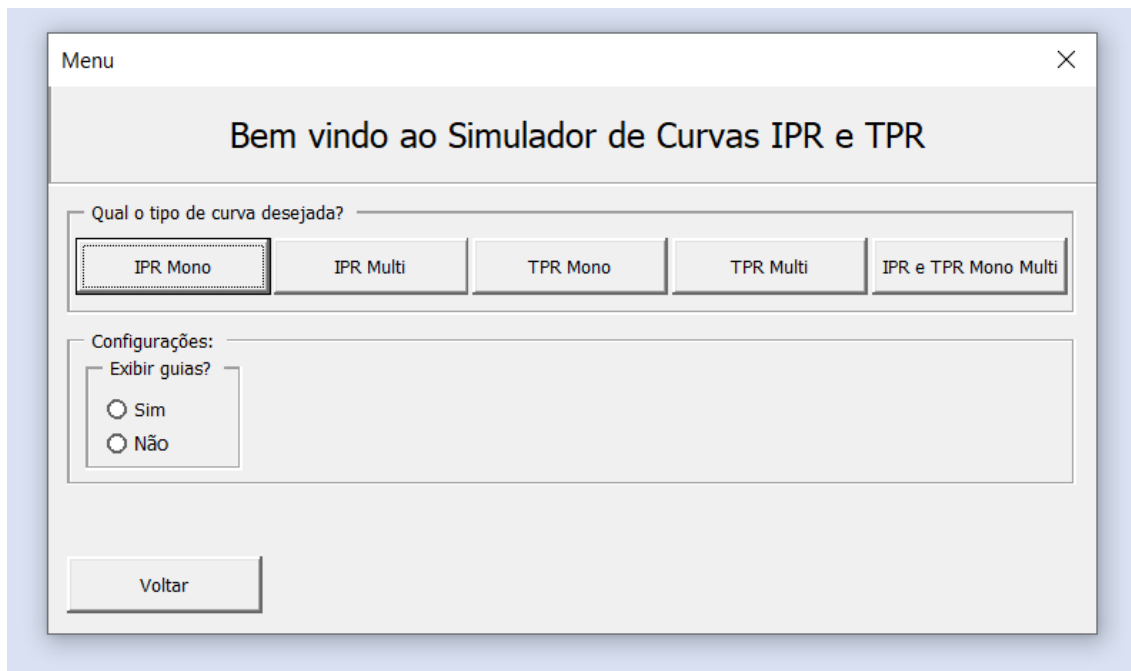 Menu
Bem vindo ao Simulador de Curvas IPR e TPR
Qual o tipo de curva desejada?
IPR Mono IPR Multi TPR Mono TPR Multi IPR e TPR Mono Multi
Configurações:
Exibir guias?
Sim
Não
Voltar